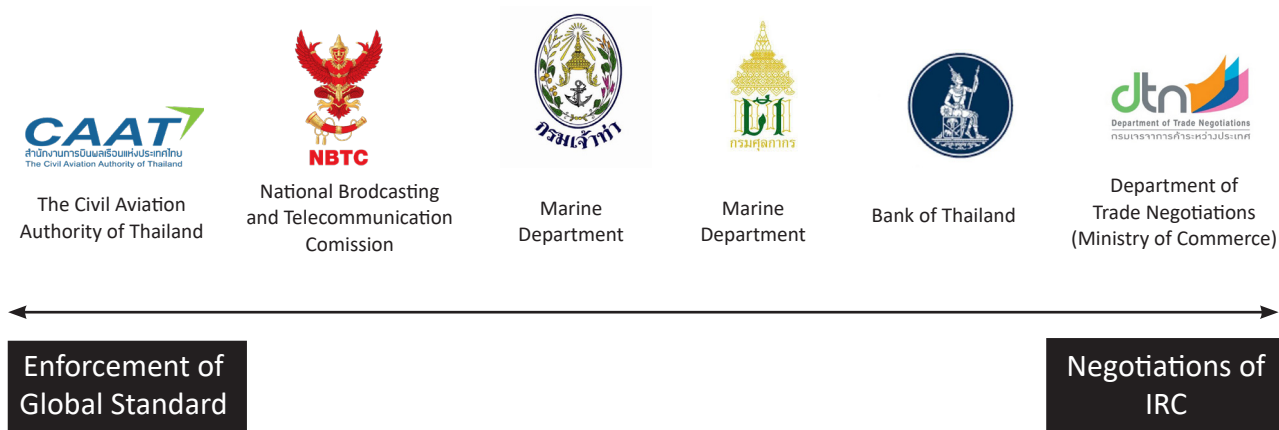 CAAT
สำนักงานการบินพลเรือนแห่งประเทศไทย
The Civil Aviation Authority of Thailand
The Civil Aviation
Authority of Thailand
NBTC
National Brodcasting
and Telecommunication
Comission
กรมเจ้าท่า
Marine
Department
กรมศุลกากร
Marine
Department
Bank of Thailand
dtn
Department of Trade Negotiations
กรมเจรจาการค้าระหว่างประเทศ
Department of
Trade Negotiations
(Ministry of Commerce)
Enforcement of
Global Standard
Negotiations of
IRC